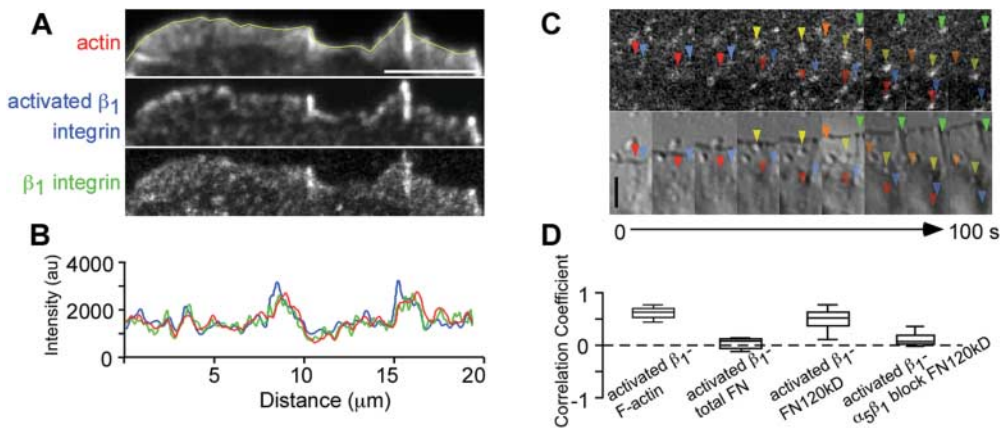 A
actin
activated β₁
integrin
β₁ integrin
B
Intensity (au)
4000
2000
0
5
10
15
20
Distance (μm)
C
0
100 s
D
Correlation Coefficient
1
0
-1
activated β₁-
F-actin
activated β₁-
total FN
activated β₁-
FN120kD
activated β₁-
α₅β₁ block FN120kD